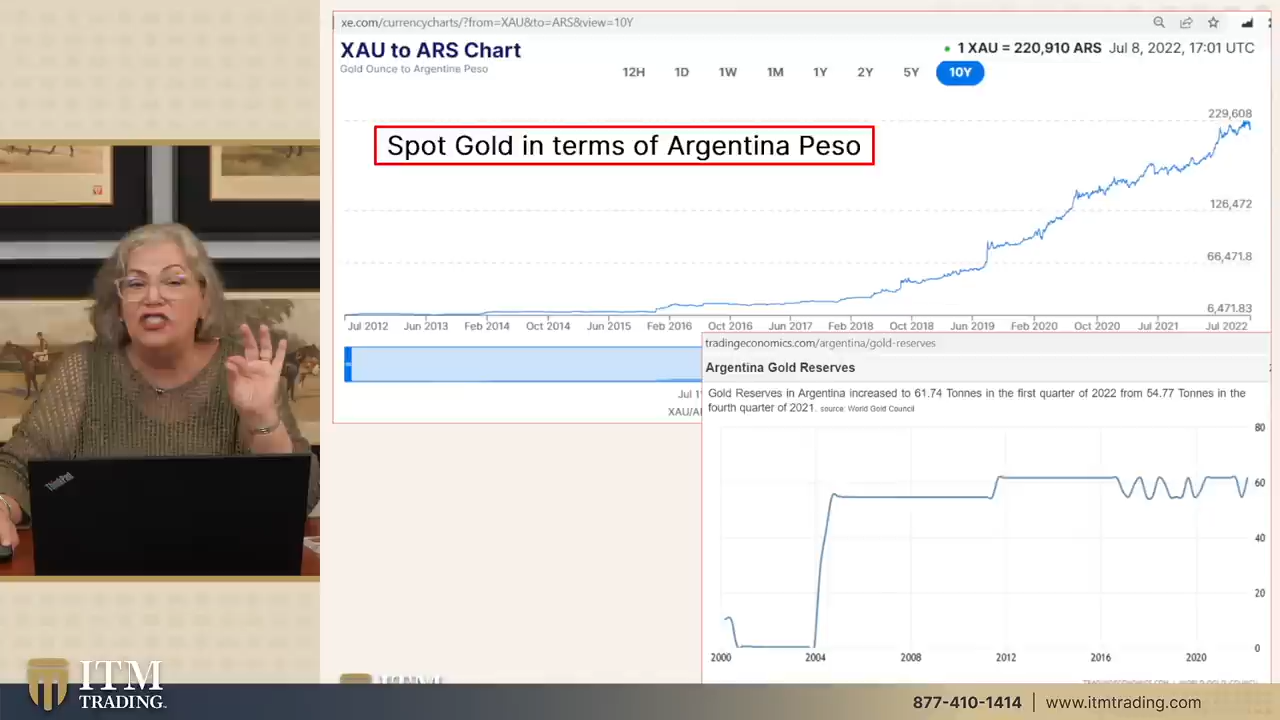 xe.com/currencycharts/?from=XAU&to=ARS&view=10Y
XAU to ARS Chart
Gold Ounce to Argentine Peso
1 XAU = 220,910 ARS Jul 8, 2022, 17:01 UTC
12H 1D 1W 1M 1Y 2Y 5Y 10Y
Spot Gold in terms of Argentina Peso
229,608
126,472
66,471.8
6,471.83
Jul 2012 Jun 2013 Feb 2014 Oct 2014 Jun 2015 Feb 2016 Oct 2016 Jun 2017 Feb 2018 Oct 2018 Jun 2019 Feb 2020 Oct 2020 Jul 2021 Jul 2022
tradingeconomics.com/argentina/gold-reserves
Argentina Gold Reserves
Gold Reserves in Argentina increased to 61.74 Tonnes in the first quarter of 2022 from 54.77 Tonnes in the
fourth quarter of 2021. source: World Gold Council
80
60
40
20
0
2000 2004 2008 2012 2016 2020
ThinkPad
ITM
TRADING
877-410-1414 | www.itmtrading.com